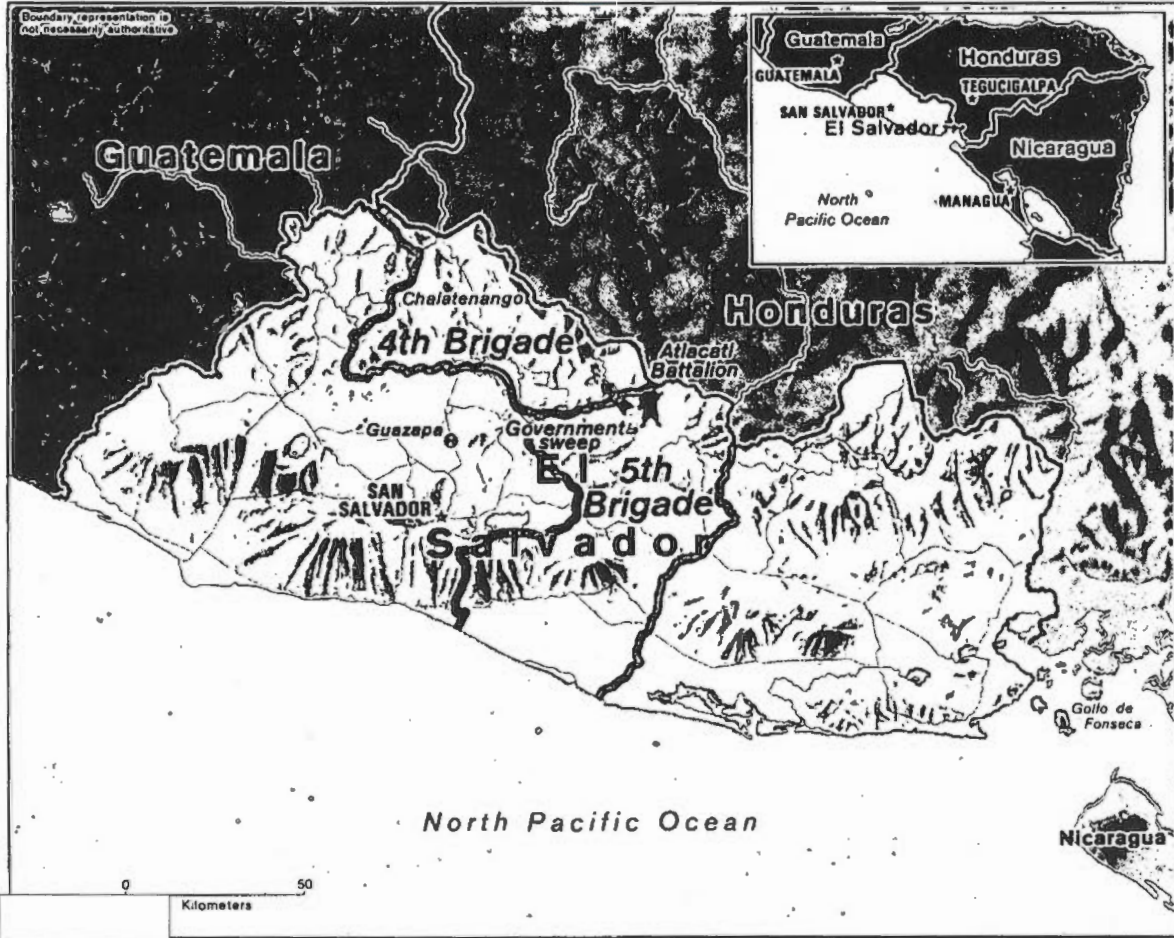 Boundary representation is
not necessarily authoritative
Guatemala
GUATEMALA
Honduras
TEGUCIGALPA
SAN SALVADOR
El Salvador
Nicaragua
MANAGUA
North
Pacific Ocean
Guatemala
Honduras
Chalatenango
4th Brigade
Atlacatl
Battalion
Guazapa
Government
sweep
El
5th
Brigade
SAN
SALVADOR
Salvador
Golfo de
Fonseca
North Pacific Ocean
Nicaragua
0
50
Kilometers